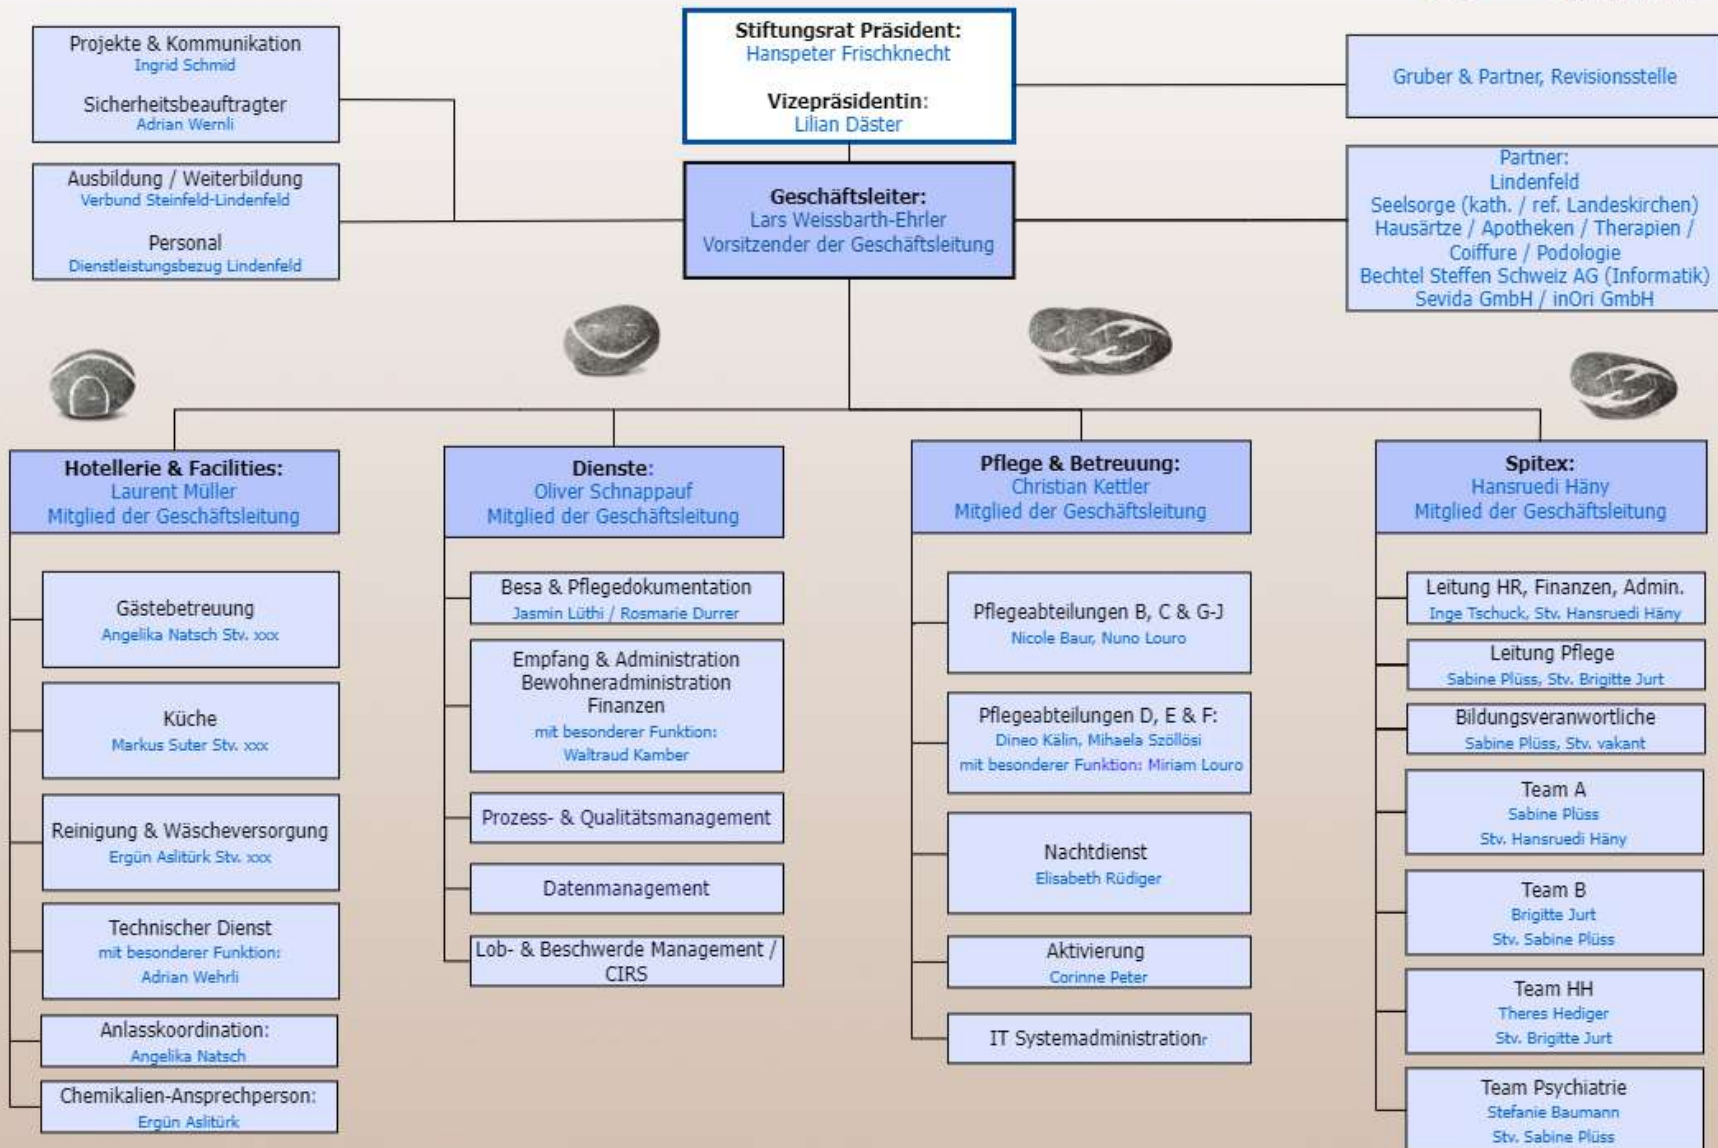 Projekte & Kommunikation
Ingrid Schmid
Sicherheitsbeauftragter
Adrian Wernli
Ausbildung / Weiterbildung
Verbund Steinfeld-Lindenfeld
Personal
Dienstleistungsbezug Lindenfeld
Stiftungsrat Präsident:
Hanspeter Frischknecht
Vizepräsidentin:
Lilian Däster
Geschäftsleiter:
Lars Weissbarth-Ehrler
Vorsitzender der Geschäftsleitung
Gruber & Partner, Revisionsstelle
Partner:
Lindenfeld
Seelsorge (kath. / ref. Landeskirchen)
Hausärtze / Apotheken / Therapien /
Coiffure / Podologie
Bechtel Steffen Schweiz AG (Informatik)
Sevida GmbH / inOri GmbH
Hotellerie & Facilities:
Laurent Müller
Mitglied der Geschäftsleitung
Gästebetreuung
Angelika Natsch Stv. xxx
Küche
Markus Suter Stv. xxx
Reinigung & Wäscheversorgung
Ergün Aslitürk Stv. xxx
Technischer Dienst
mit besonderer Funktion:
Adrian Wehrli
Anlasskoordination:
Angelika Natsch
Chemikalien-Ansprechperson:
Ergün Aslitürk
Dienste:
Oliver Schnappauf
Mitglied der Geschäftsleitung
Besa & Pflegedokumentation
Jasmin Lüthi / Rosmarie Durrer
Empfang & Administration
Bewohneradministration
Finanzen
mit besonderer Funktion:
Waltraud Kamber
Prozess- & Qualitätsmanagement
Datenmanagement
Lob- & Beschwerde Management /
CIRS
Pflege & Betreuung:
Christian Kettler
Mitglied der Geschäftsleitung
Pflegeabteilungen B, C & G-J
Nicole Baur, Nuno Louro
Pflegeabteilungen D, E & F:
Dineo Kälin, Mihaela Szöllösi
mit besonderer Funktion: Miriam Louro
Nachtdienst
Elisabeth Rüdiger
Aktivierung
Corinne Peter
IT Systemadministrationr
Spitex:
Hansruedi Häny
Mitglied der Geschäftsleitung
Leitung HR, Finanzen, Admin.
Inge Tschuck, Stv. Hansruedi Häny
Leitung Pflege
Sabine Plüss, Stv. Brigitte Jurt
Bildungsveranwortliche
Sabine Plüss, Stv. vakant
Team A
Sabine Plüss
Stv. Hansruedi Häny
Team B
Brigitte Jurt
Stv. Sabine Plüss
Team HH
Theres Hediger
Stv. Brigitte Jurt
Team Psychiatrie
Stefanie Baumann
Stv. Sabine Plüss